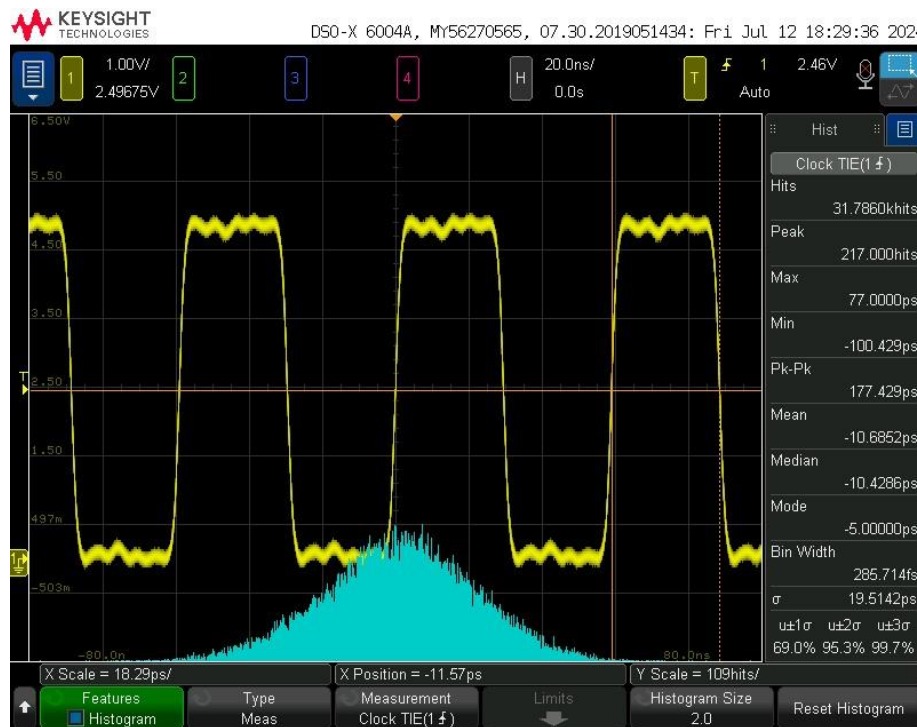 KEYSIGHT
TECHNOLOGIES
DSO-X 6004A, MY56270565, 07.30.2019051434: Fri Jul 12 18:29:36 202
1
1.00V/
2.49675V
2
3
4
H
20.0ns/
0.0s
T
1
2.46V
Auto
6.50V
5.50
4.50
3.50
2.50
1.50
497m
-503m
-80.0n
80.0ns
T
Hist
Clock TIE(1)
Hits
31.7860khits
Peak
217.000hits
Max
77.0000ps
Min
-100.429ps
Pk-Pk
177.429ps
Mean
-10.6852ps
Median
-10.4286ps
Mode
-5.00000ps
Bin Width
285.714fs
σ 19.5142ps
u±1σ u±2σ u±3σ
69.0% 95.3% 99.7%
X Scale = 18.29ps/
X Position = -11.57ps
Y Scale = 109hits/
Features
Histogram
Type
Meas
Measurement
Clock TIE(1)
Limits
Histogram Size
2.0
Reset Histogram